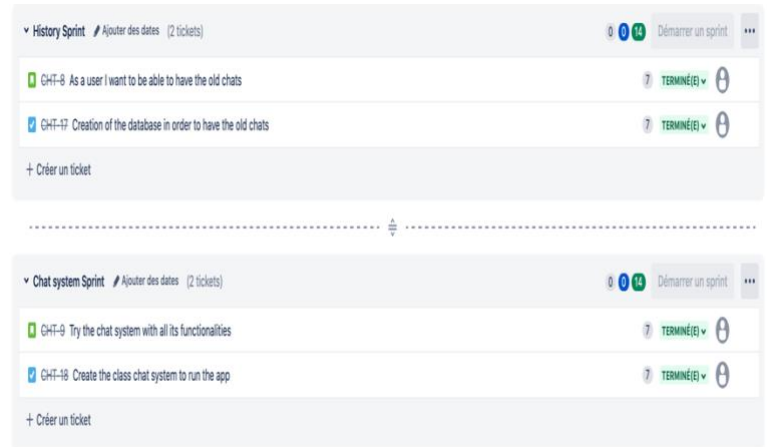 History Sprint Ajouter des dates (2 tickets) 0 0 14 Démarrer un sprint ...
CHT-8 As a user I want to be able to have the old chats 7 TERMINÉ(E)
CHT-17 Creation of the database in order to have the old chats 7 TERMINÉ(E)
+ Créer un ticket
Chat system Sprint Ajouter des dates (2 tickets) 0 0 14 Démarrer un sprint ...
CHT-9 Try the chat system with all its functionalities 7 TERMINÉ(E)
CHT-18 Create the class chat system to run the app 7 TERMINÉ(E)
+ Créer un ticket